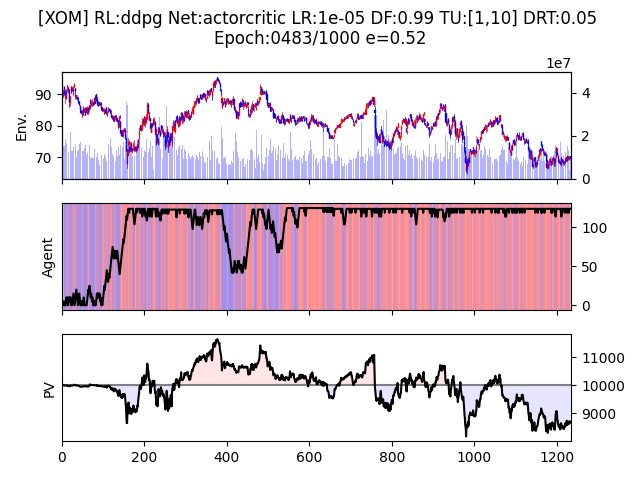 [XOM] RL:ddpg Net:actorcritic LR:1e-05 DF:0.99 TU:[1,10] DRT:0.05
Epoch:0483/1000 e=0.52
1e7
Env.
90
80
70
4
2
0
Agent
100
50
0
PV
11000
10000
9000
0 200 400 600 800 1000 1200